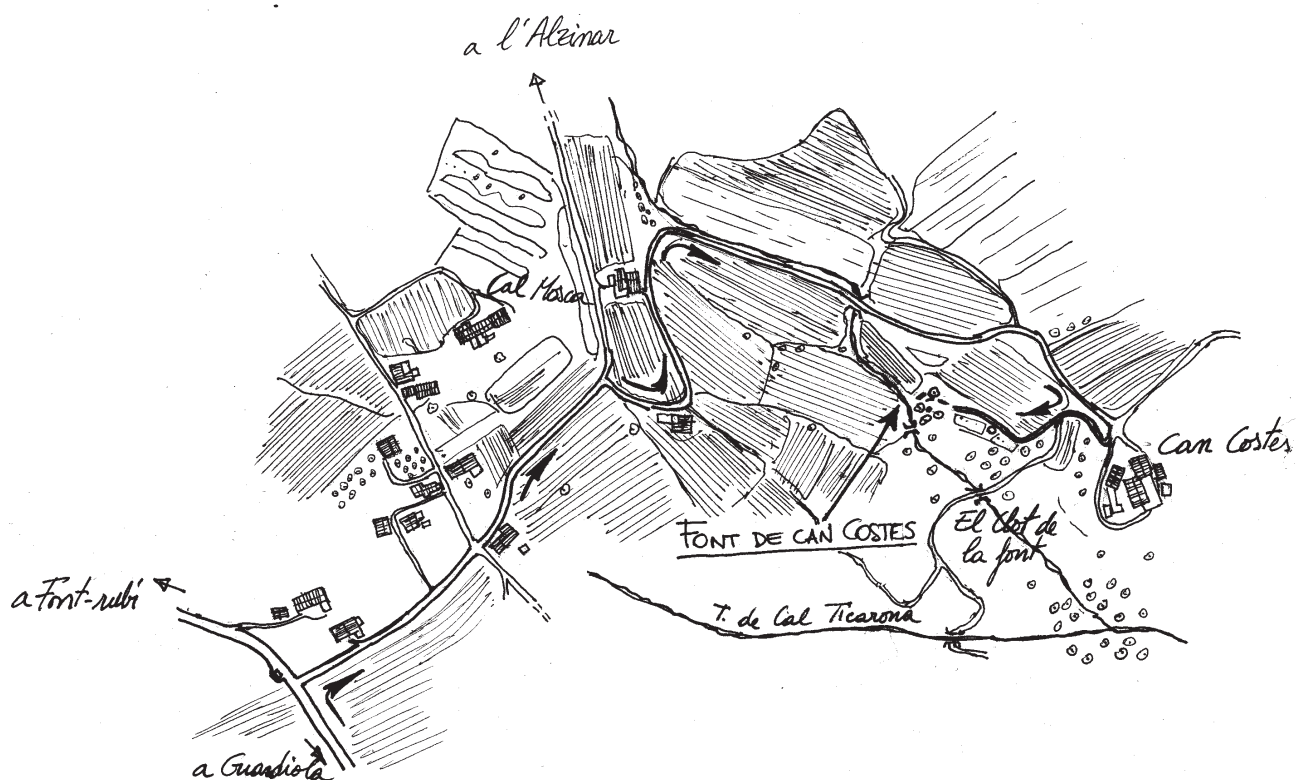 a l'Alzinar
Cal Mosca
Can Costes
FONT DE CAN COSTES
El Clot de
la font
a Font-rubí
T. de Cal Ticarona
a Guardiola